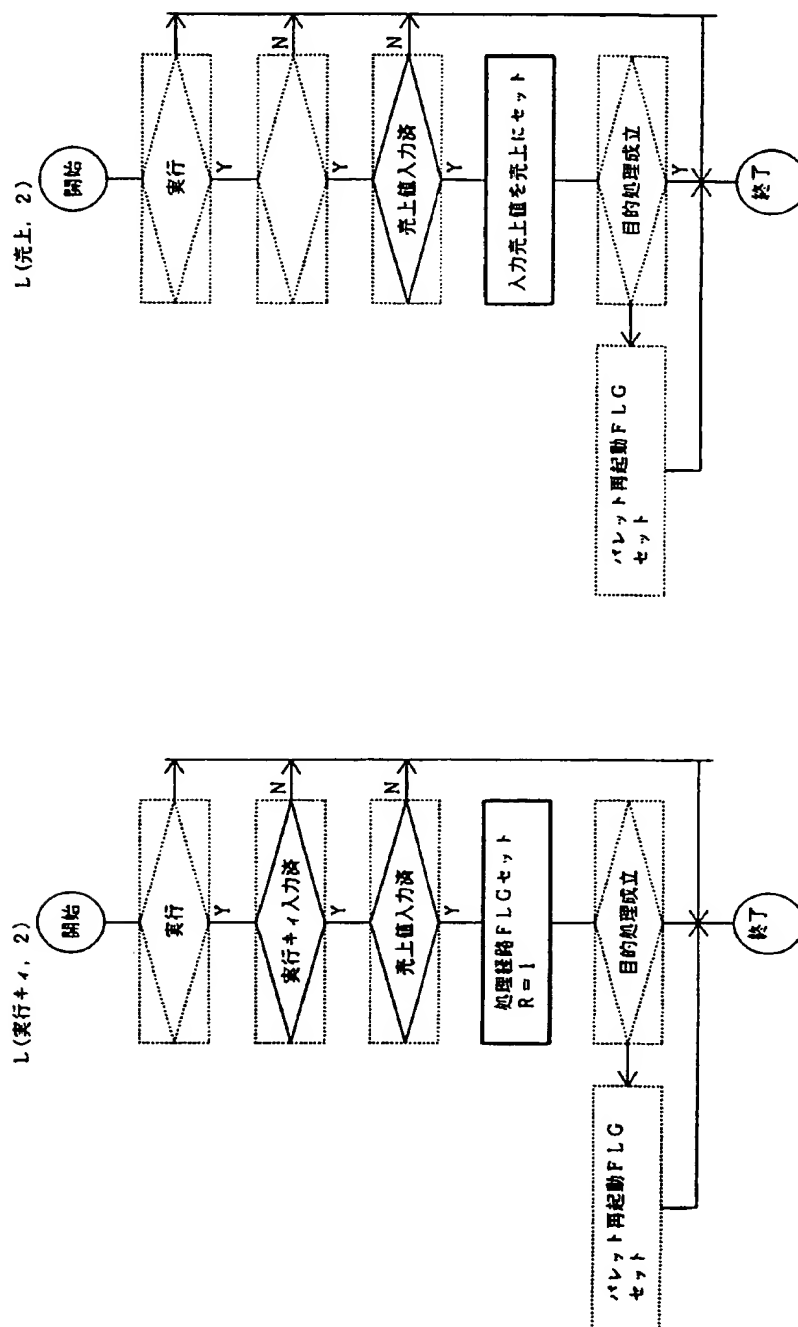 L(実行キィ, 2)
開始
実行
Y
実行キィ入力済
N
Y
売上値入力済
N
Y
処理経路FLGセット
R=1
目的処理成立
パレット再起動FLG
セット
終了
L(売上, 2)
開始
実行
Y
N
Y
売上値入力済
N
Y
入力売上値を売上にセット
目的処理成立
Y
パレット再起動FLG
セット
終了